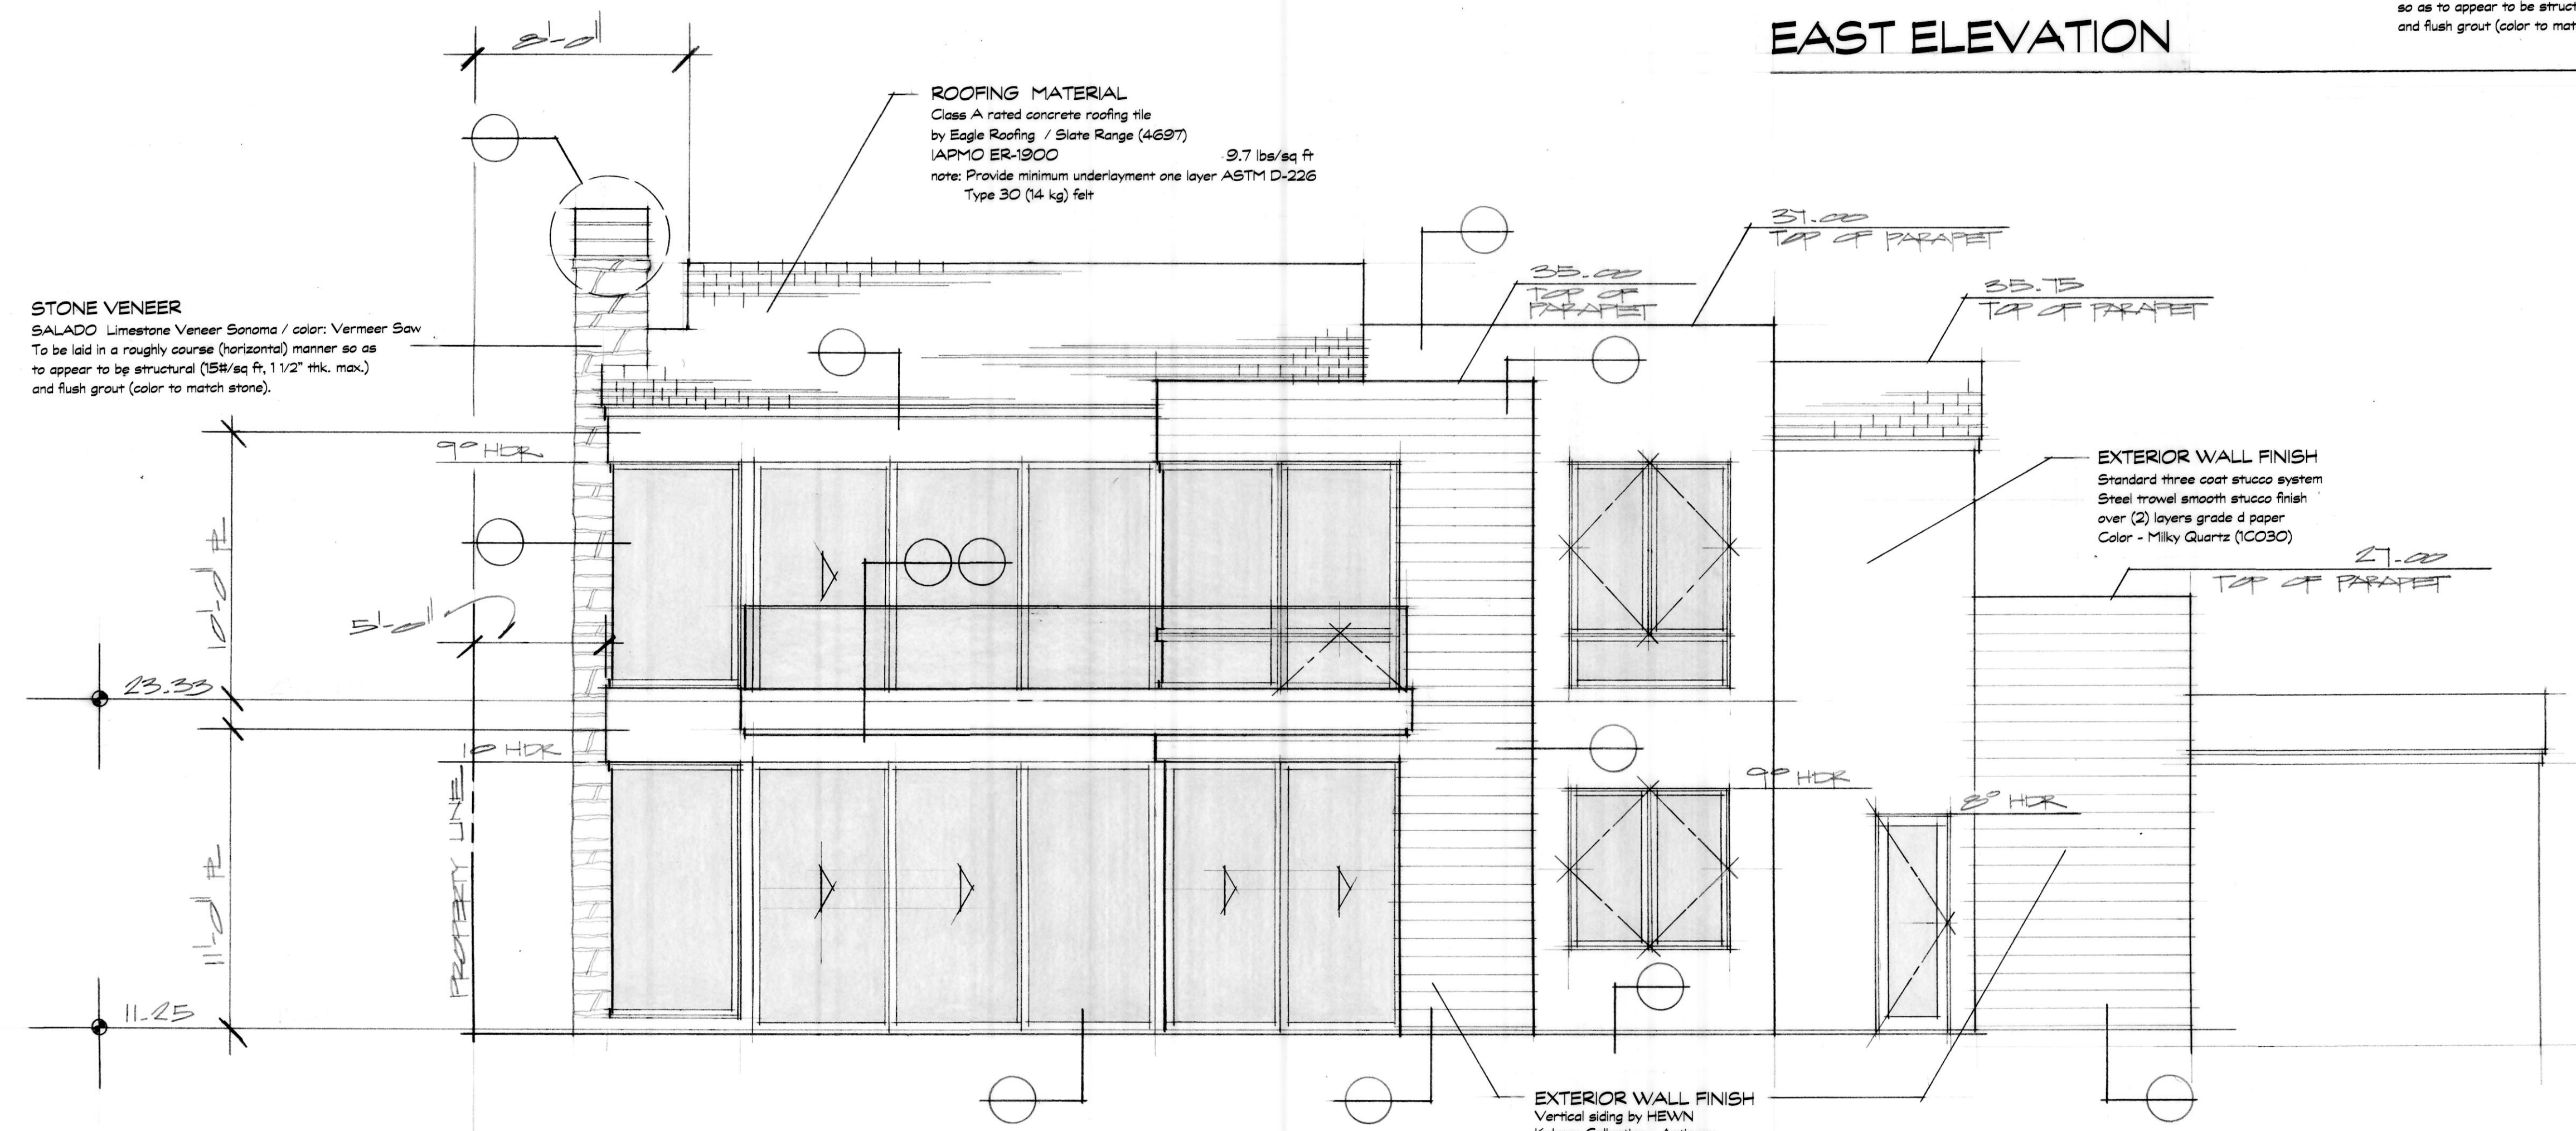 so as to appear to be struct
and flush grout (color to mat
EAST ELEVATION
8'-0"
ROOFING MATERIAL
Class A rated concrete roofing tile
by Eagle Roofing / Slate Range (4697)
IAPMO ER-1900 9.7 lbs/sq ft
note: Provide minimum underlayment one layer ASTM D-226
Type 30 (14 kg) felt
37.00
TOP OF PARAPET
35.00
TOP OF
PARAPET
35.75
TOP OF PARAPET
STONE VENEER
SALADO Limestone Veneer Sonoma / color: Vermeer Saw
To be laid in a roughly course (horizontal) manner so as
to appear to be structural (15#/sq ft, 1 1/2" thk. max.)
and flush grout (color to match stone).
9⁰ HDR
EXTERIOR WALL FINISH
Standard three coat stucco system
Steel trowel smooth stucco finish
over (2) layers grade d paper
Color - Milky Quartz (1C030)
27.00
TOP OF PARAPET
10'-0" PL
5'-0"
23.33
10 HDR
9⁰ HDR
8⁰ HDR
PROPERTY LINE
11'-0" PL
11.25
EXTERIOR WALL FINISH
Vertical siding by HEWN